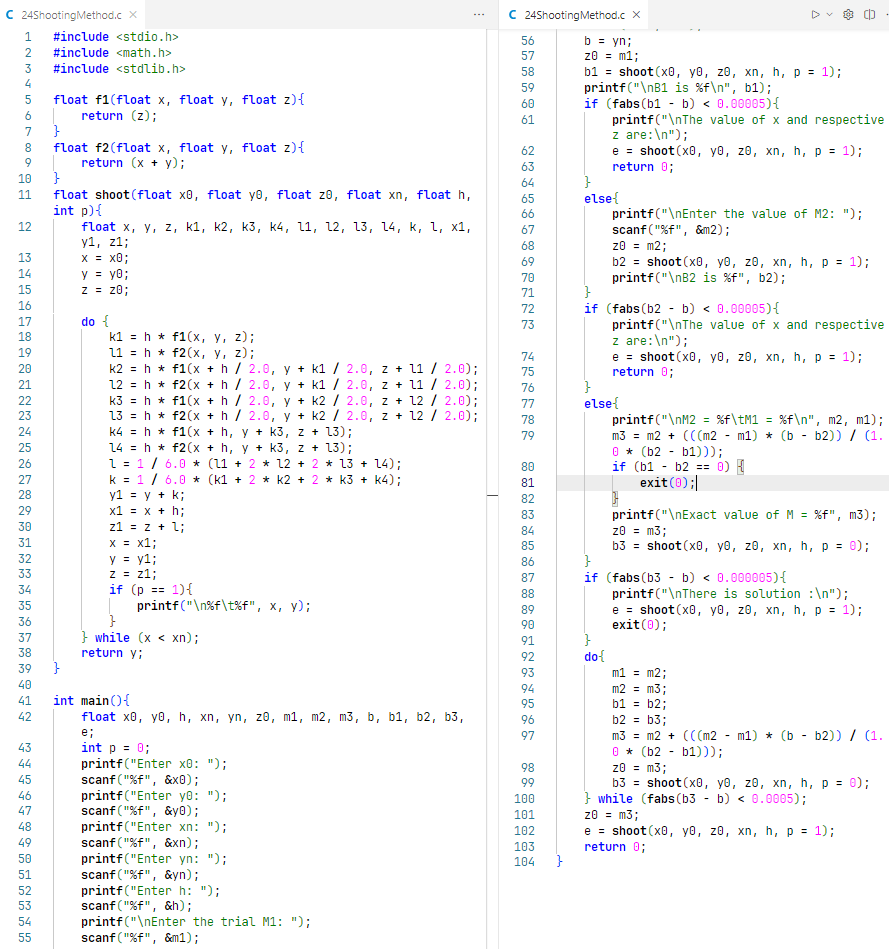 24ShootingMethod.c
1 #include <stdio.h>
2 #include <math.h>
3 #include <stdlib.h>
4
5 float f1(float x, float y, float z){
6     return (z);
7 }
8 float f2(float x, float y, float z){
9     return (x + y);
10 }
11 float shoot(float x0, float y0, float z0, float xn, float h,
int p){
12     float x, y, z, k1, k2, k3, k4, l1, l2, l3, l4, k, l, x1,
y1, z1;
13     x = x0;
14     y = y0;
15     z = z0;
16
17     do {
18         k1 = h * f1(x, y, z);
19         l1 = h * f2(x, y, z);
20         k2 = h * f1(x + h / 2.0, y + k1 / 2.0, z + l1 / 2.0);
21         l2 = h * f2(x + h / 2.0, y + k1 / 2.0, z + l1 / 2.0);
22         k3 = h * f1(x + h / 2.0, y + k2 / 2.0, z + l2 / 2.0);
23         l3 = h * f2(x + h / 2.0, y + k2 / 2.0, z + l2 / 2.0);
24         k4 = h * f1(x + h, y + k3, z + l3);
25         l4 = h * f2(x + h, y + k3, z + l3);
26         l = 1 / 6.0 * (l1 + 2 * l2 + 2 * l3 + l4);
27         k = 1 / 6.0 * (k1 + 2 * k2 + 2 * k3 + k4);
28         y1 = y + k;
29         x1 = x + h;
30         z1 = z + l;
31         x = x1;
32         y = y1;
33         z = z1;
34         if (p == 1){
35             printf("\n%f\t%f", x, y);
36         }
37     } while (x < xn);
38     return y;
39 }
40
41 int main(){
42     float x0, y0, h, xn, yn, z0, m1, m2, m3, b, b1, b2, b3,
e;
43     int p = 0;
44     printf("Enter x0: ");
45     scanf("%f", &x0);
46     printf("Enter y0: ");
47     scanf("%f", &y0);
48     printf("Enter xn: ");
49     scanf("%f", &xn);
50     printf("Enter yn: ");
51     scanf("%f", &yn);
52     printf("Enter h: ");
53     scanf("%f", &h);
54     printf("\nEnter the trial M1: ");
55     scanf("%f", &m1);
24ShootingMethod.c
56     b = yn;
57     z0 = m1;
58     b1 = shoot(x0, y0, z0, xn, h, p = 1);
59     printf("\nB1 is %f\n", b1);
60     if (fabs(b1 - b) < 0.00005){
61         printf("\nThe value of x and respective
z are:\n");
62         e = shoot(x0, y0, z0, xn, h, p = 1);
63         return 0;
64     }
65     else{
66         printf("\nEnter the value of M2: ");
67         scanf("%f", &m2);
68         z0 = m2;
69         b2 = shoot(x0, y0, z0, xn, h, p = 1);
70         printf("\nB2 is %f", b2);
71     }
72     if (fabs(b2 - b) < 0.00005){
73         printf("\nThe value of x and respective
z are:\n");
74         e = shoot(x0, y0, z0, xn, h, p = 1);
75         return 0;
76     }
77     else{
78         printf("\nM2 = %f\tM1 = %f\n", m2, m1);
79         m3 = m2 + (((m2 - m1) * (b - b2)) / (1.
0 * (b2 - b1)));
80         if (b1 - b2 == 0) {
81             exit(0);
82         }
83         printf("\nExact value of M = %f", m3);
84         z0 = m3;
85         b3 = shoot(x0, y0, z0, xn, h, p = 0);
86     }
87     if (fabs(b3 - b) < 0.000005){
88         printf("\nThere is solution :\n");
89         e = shoot(x0, y0, z0, xn, h, p = 1);
90         exit(0);
91     }
92     do{
93         m1 = m2;
94         m2 = m3;
95         b1 = b2;
96         b2 = b3;
97         m3 = m2 + (((m2 - m1) * (b - b2)) / (1.
0 * (b2 - b1)));
98         z0 = m3;
99         b3 = shoot(x0, y0, z0, xn, h, p = 0);
100     } while (fabs(b3 - b) < 0.0005);
101     z0 = m3;
102     e = shoot(x0, y0, z0, xn, h, p = 1);
103     return 0;
104 }